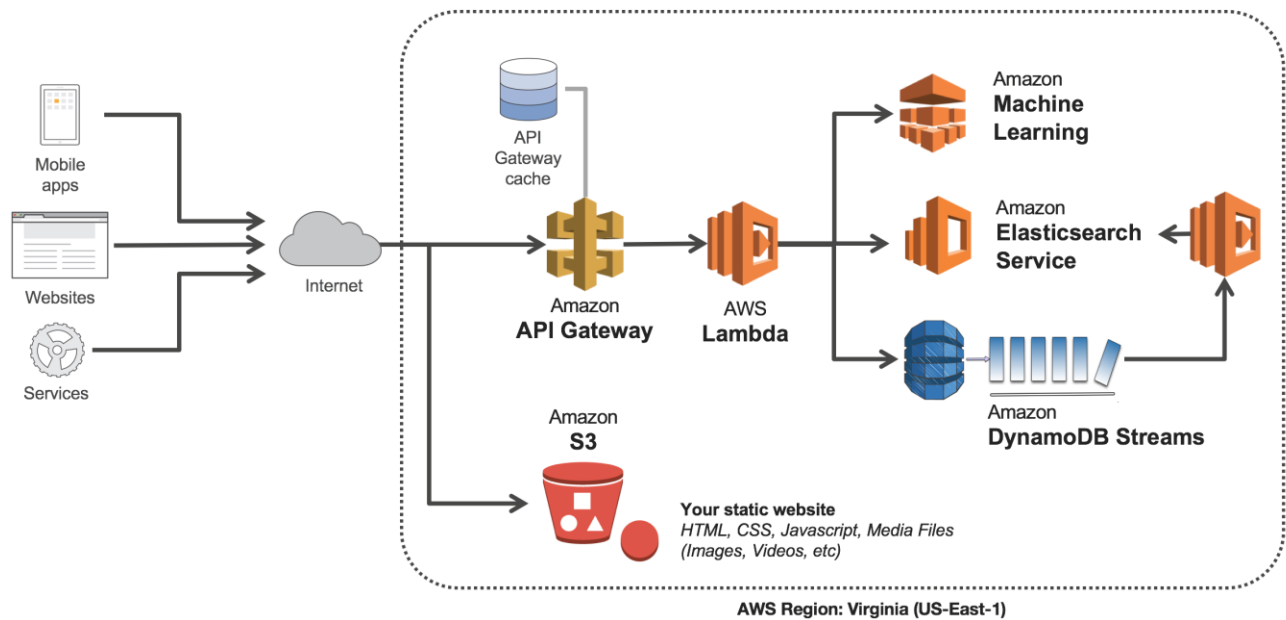 Mobile
apps
Websites
Services
Internet
API
Gateway
cache
Amazon
API Gateway
AWS
Lambda
Amazon
Machine
Learning
Amazon
Elasticsearch
Service
Amazon
DynamoDB Streams
Amazon
S3
Your static website
HTML, CSS, Javascript, Media Files
(Images, Videos, etc)
AWS Region: Virginia (US-East-1)